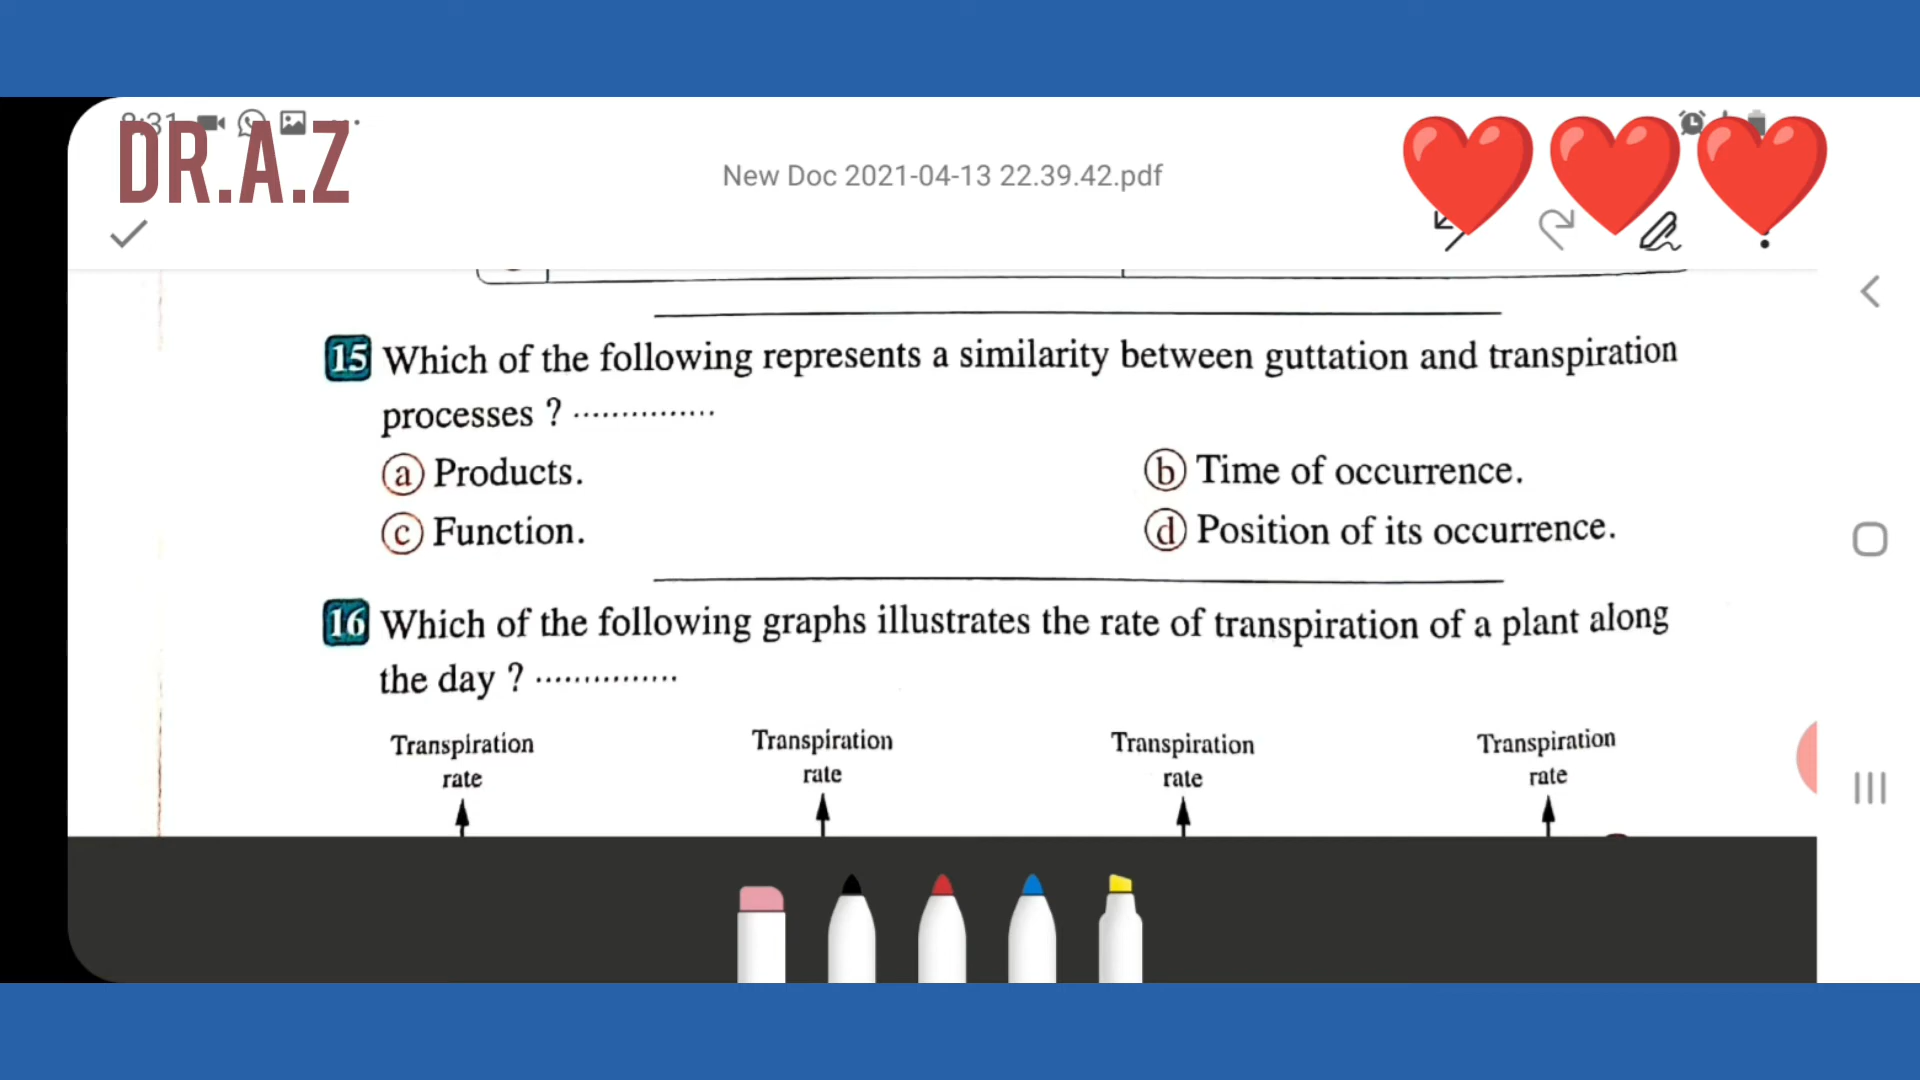 8:31
DR.A.Z
New Doc 2021-04-13 22.39.42.pdf
15 Which of the following represents a similarity between guttation and transpiration
processes ? ...............
a Products.
b Time of occurrence.
c Function.
d Position of its occurrence.
16 Which of the following graphs illustrates the rate of transpiration of a plant along
the day ? ...............
Transpiration
rate
Transpiration
rate
Transpiration
rate
Transpiration
rate